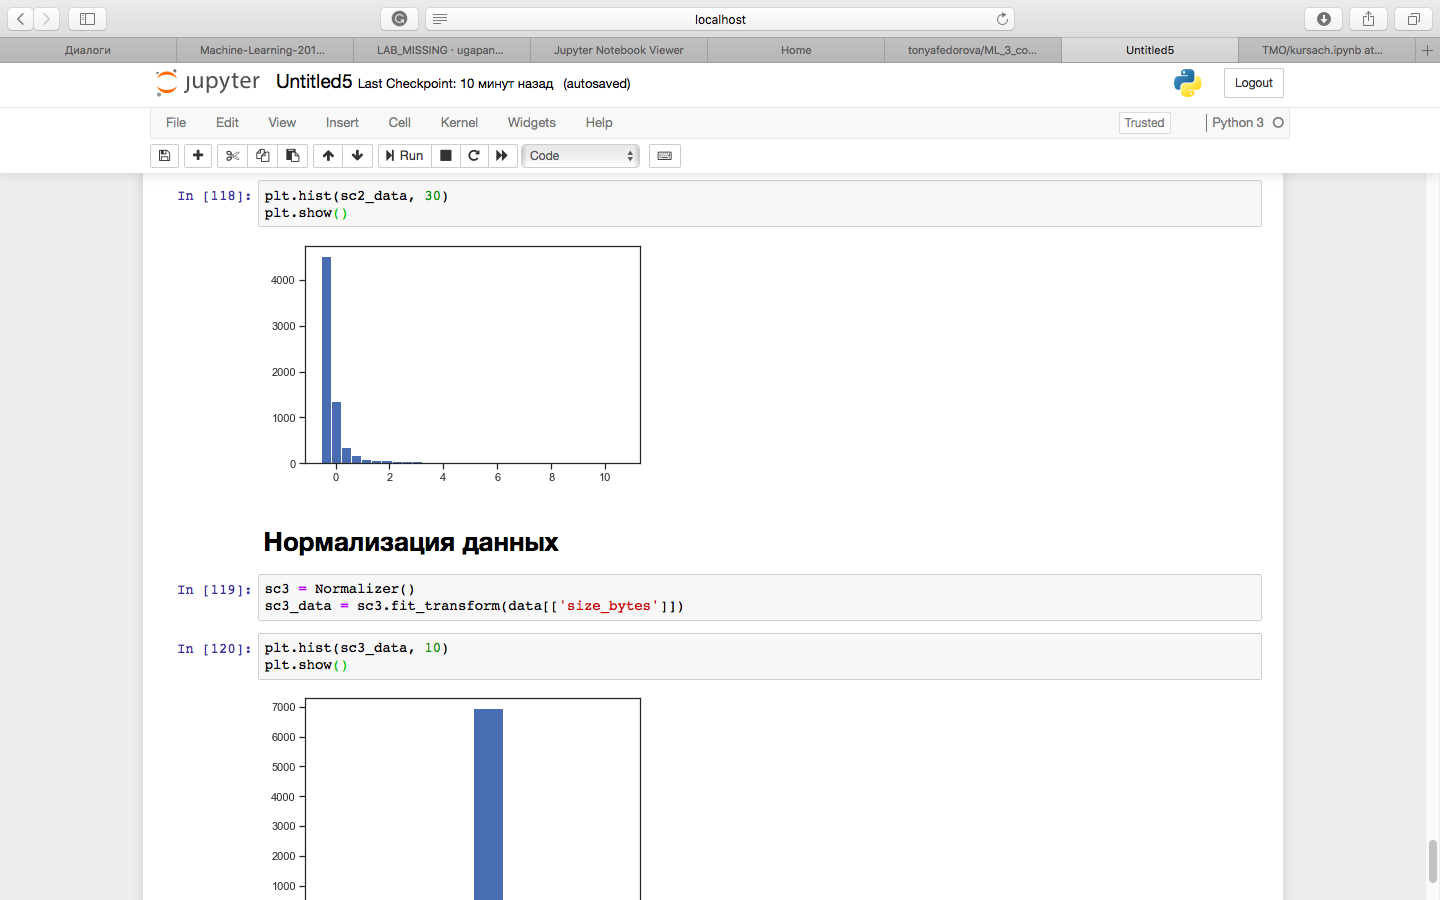 localhost
Диалоги
Machine-Learning-201...
LAB_MISSING · ugapan...
Jupyter Notebook Viewer
Home
tonyafedorova/ML_3_co...
Untitled5
TMO/kursach.ipynb at...
jupyter Untitled5 Last Checkpoint: 10 минут назад (autosaved)
Logout
File Edit View Insert Cell Kernel Widgets Help
Trusted
Python 3
Run
Code
In [118]: plt.hist(sc2_data, 30)
plt.show()
4000
3000
2000
1000
0
0 2 4 6 8 10
Нормализация данных
In [119]: sc3 = Normalizer()
sc3_data = sc3.fit_transform(data[['size_bytes']])
In [120]: plt.hist(sc3_data, 10)
plt.show()
7000
6000
5000
4000
3000
2000
1000